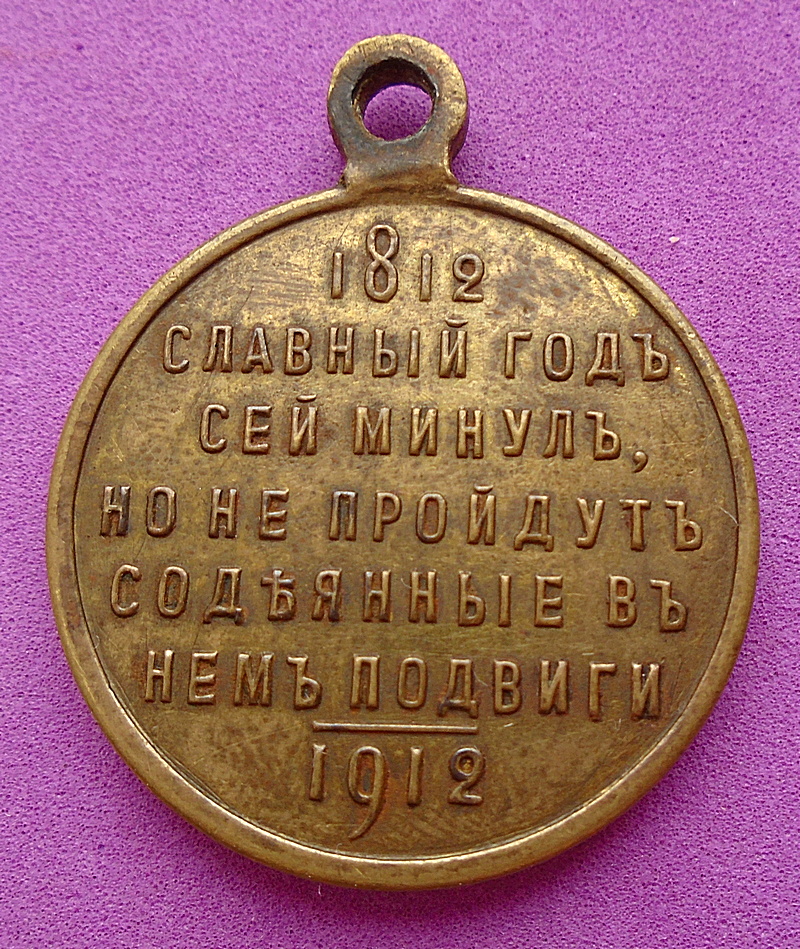 1812
СЛАВНЫЙ ГОДЪ
СЕЙ МИНУЛЪ,
НО НЕ ПРОЙДУТЪ
СОДѢЯННЫЕ ВЪ
НЕМЪ ПОДВИГИ
1912